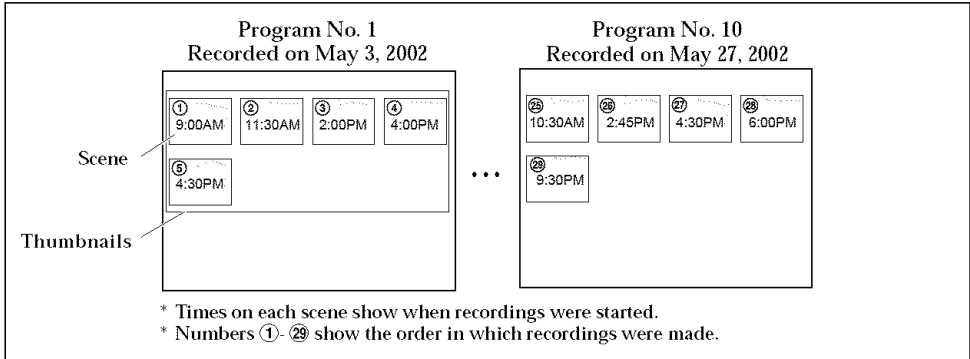 Program No. 1
Recorded on May 3, 2002
Program No. 10
Recorded on May 27, 2002
① ② ③ ④
9:00AM 11:30AM 2:00PM 4:00PM
⑤
4:30PM
Scene
Thumbnails
...
㉕ ㉖ ㉗ ㉘
10:30AM 2:45PM 4:30PM 6:00PM
㉙
9:30PM
* Times on each scene show when recordings were started.
* Numbers ①-㉙ show the order in which recordings were made.